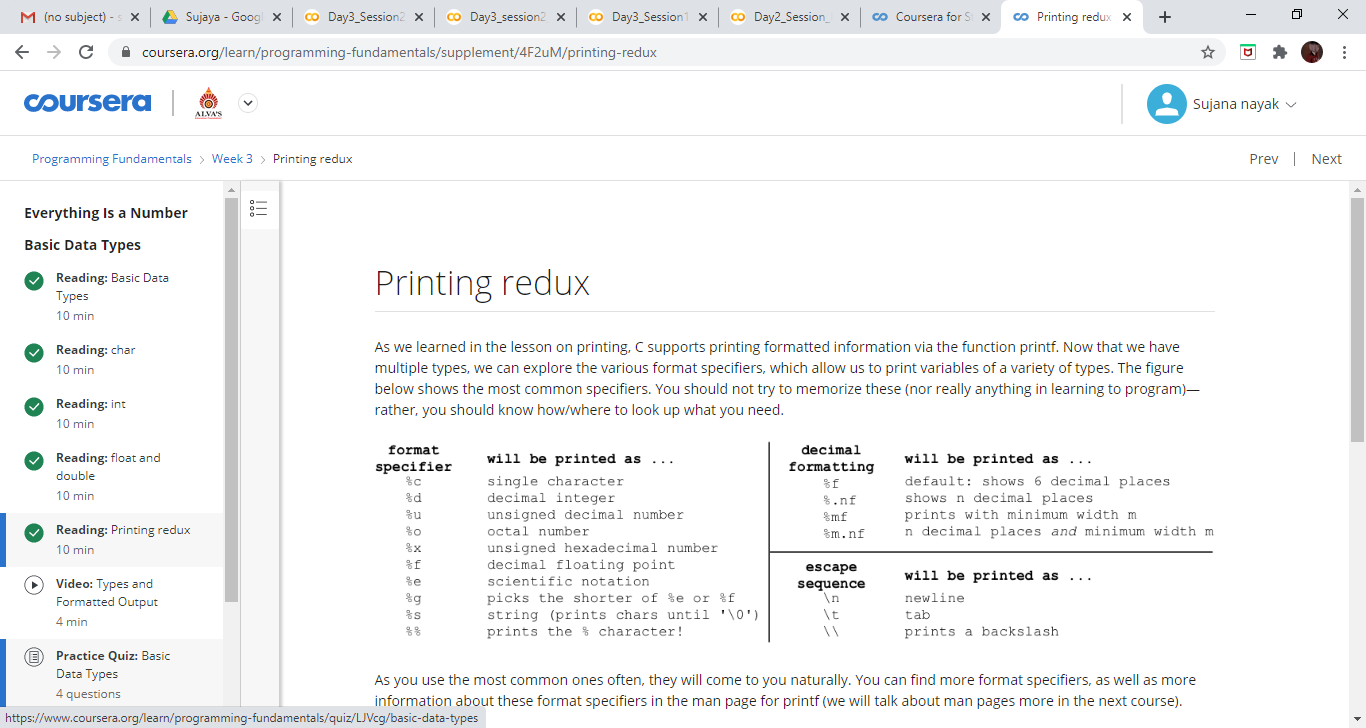 (no subject) - s
Sujaya - Goog
Day3_Session2
Day3_session2
Day3_Session1
Day2_Session_
Coursera for S
Printing redux
coursera.org/learn/programming-fundamentals/supplement/4F2uM/printing-redux
coursera
ALVA'S
Sujana nayak
Programming Fundamentals > Week 3 > Printing redux
Prev | Next
Everything Is a Number
Basic Data Types
Reading: Basic Data
Types
10 min
Reading: char
10 min
Reading: int
10 min
Reading: float and
double
10 min
Reading: Printing redux
10 min
Video: Types and
Formatted Output
4 min
Practice Quiz: Basic
Data Types
4 questions
Printing redux
As we learned in the lesson on printing, C supports printing formatted information via the function printf. Now that we have
multiple types, we can explore the various format specifiers, which allow us to print variables of a variety of types. The figure
below shows the most common specifiers. You should not try to memorize these (nor really anything in learning to program)—
rather, you should know how/where to look up what you need.
format
specifier will be printed as ...
%c single character
%d decimal integer
%u unsigned decimal number
%o octal number
%x unsigned hexadecimal number
%f decimal floating point
%e scientific notation
%g picks the shorter of %e or %f
%s string (prints chars until '\0')
%% prints the % character!
decimal
formatting will be printed as ...
%f default: shows 6 decimal places
%.nf shows n decimal places
%mf prints with minimum width m
%m.nf n decimal places and minimum width m
escape
sequence will be printed as ...
\n newline
\t tab
\\ prints a backslash
As you use the most common ones often, they will come to you naturally. You can find more format specifiers, as well as more
information about these format specifiers in the man page for printf (we will talk about man pages more in the next course).
https://www.coursera.org/learn/programming-fundamentals/quiz/LJVcg/basic-data-types